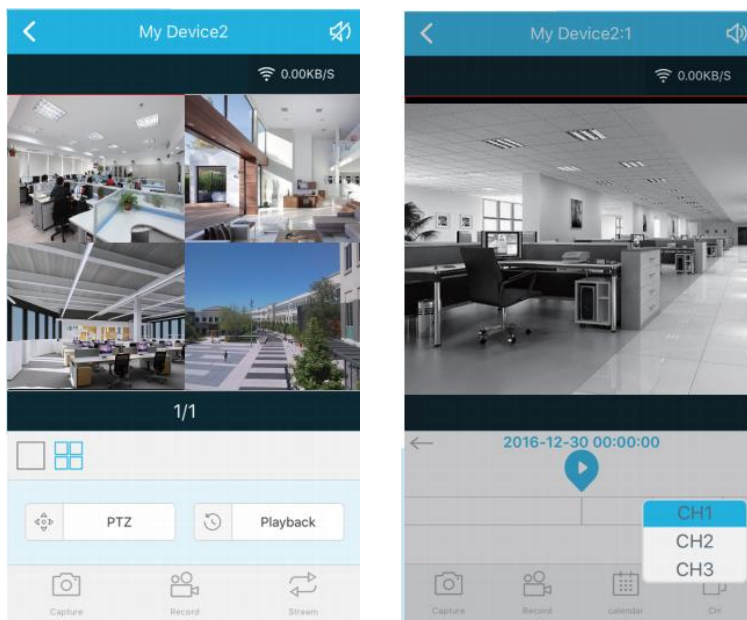 My Device2
0.00KB/S
1/1
PTZ
Playback
Capture
Record
Stream
My Device2:1
0.00KB/S
2016-12-30 00:00:00
CH1
CH2
CH3
Capture
Record
calendar
CH